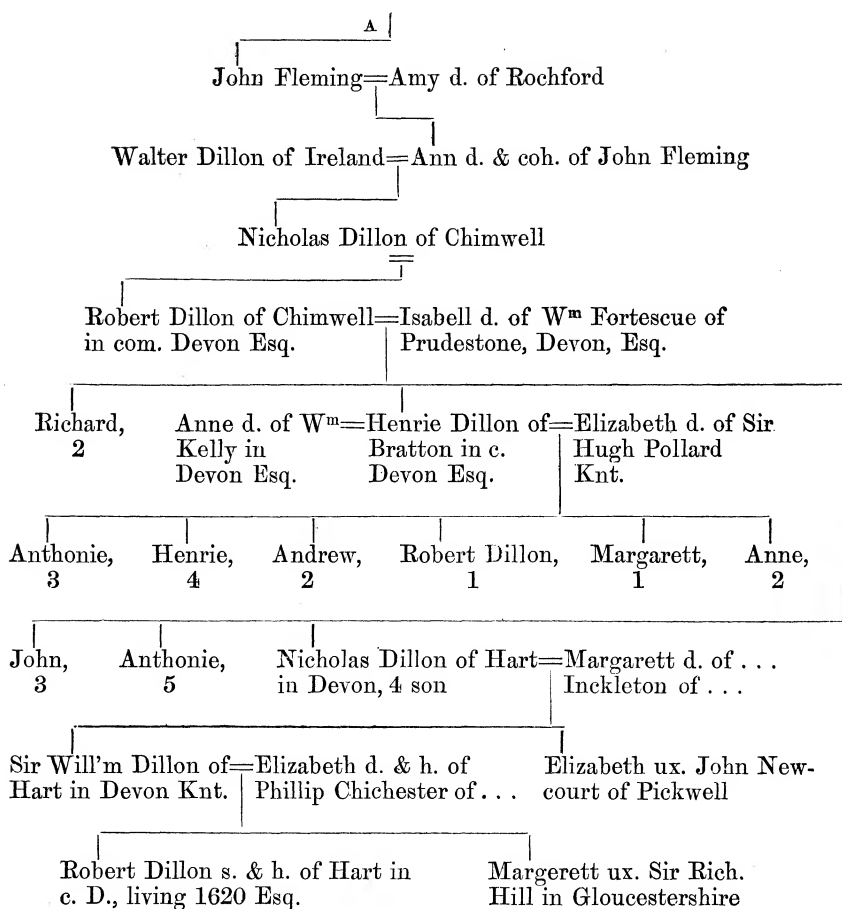 A
John Fleming=Amy d. of Rochford
Walter Dillon of Ireland=Ann d. & coh. of John Fleming
Nicholas Dillon of Chimwell
=
Robert Dillon of Chimwell=Isabell d. of Wm Fortescue of
in com. Devon Esq. Prudestone, Devon, Esq.
Richard, Anne d. of Wm=Henrie Dillon of=Elizabeth d. of Sir
2 Kelly in Bratton in c. Hugh Pollard
Devon Esq. Devon Esq. Knt.
Anthonie, Henrie, Andrew, Robert Dillon, Margarett, Anne,
3 4 2 1 1 2
John, Anthonie, Nicholas Dillon of Hart=Margarett d. of . . .
3 5 in Devon, 4 son Inckleton of . . .
Sir Will'm Dillon of=Elizabeth d. & h. of Elizabeth ux. John New-
Hart in Devon Knt. Phillip Chichester of . . . court of Pickwell
Robert Dillon s. & h. of Hart in Margerett ux. Sir Rich.
c. D., living 1620 Esq. Hill in Gloucestershire